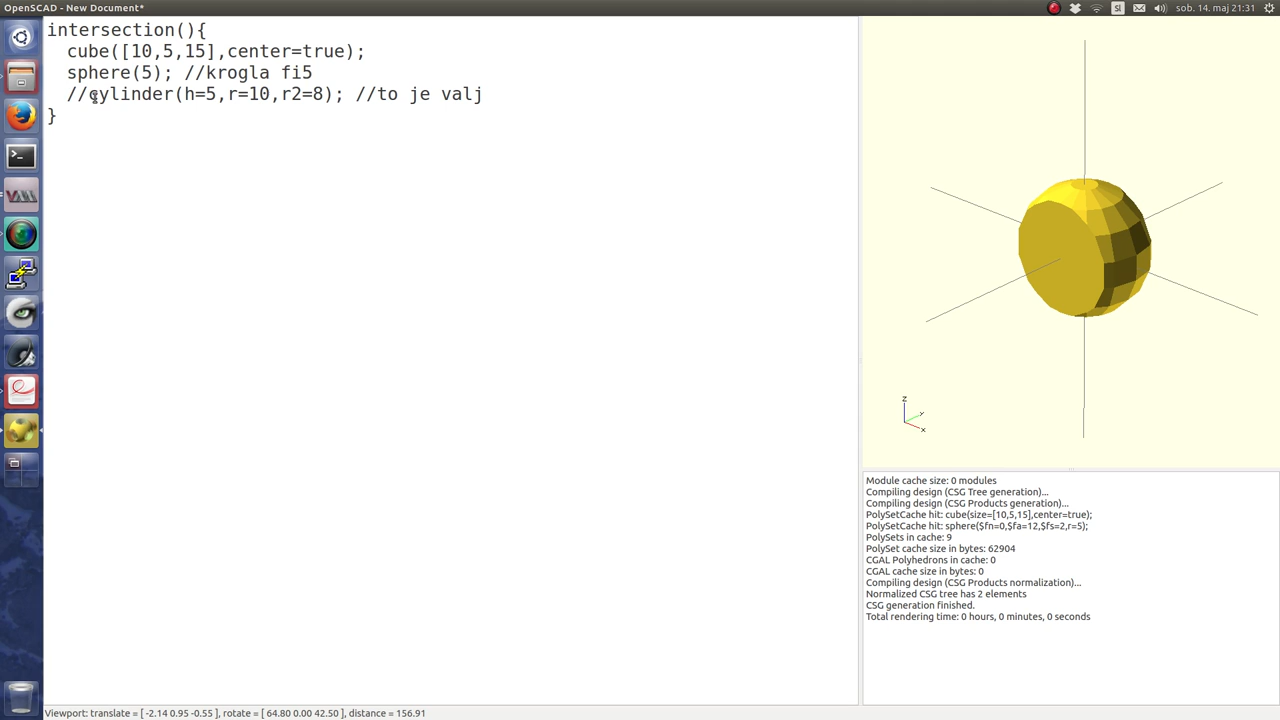 OpenSCAD - New Document*
Sl
sob. 14. maj 21:31
intersection(){
cube([10,5,15],center=true);
sphere(5); //krogla fi5
//cylinder(h=5,r=10,r2=8); //to je valj
}
Z
Y
X
Module cache size: 0 modules
Compiling design (CSG Tree generation)...
Compiling design (CSG Products generation)...
PolySetCache hit: cube(size=[10,5,15],center=true);
PolySetCache hit: sphere($fn=0,$fa=12,$fs=2,r=5);
PolySets in cache: 9
PolySet cache size in bytes: 62904
CGAL Polyhedrons in cache: 0
CGAL cache size in bytes: 0
Compiling design (CSG Products normalization)...
Normalized CSG tree has 2 elements
CSG generation finished.
Total rendering time: 0 hours, 0 minutes, 0 seconds
Viewport: translate = [ -2.14 0.95 -0.55 ], rotate = [ 64.80 0.00 42.50 ], distance = 156.91